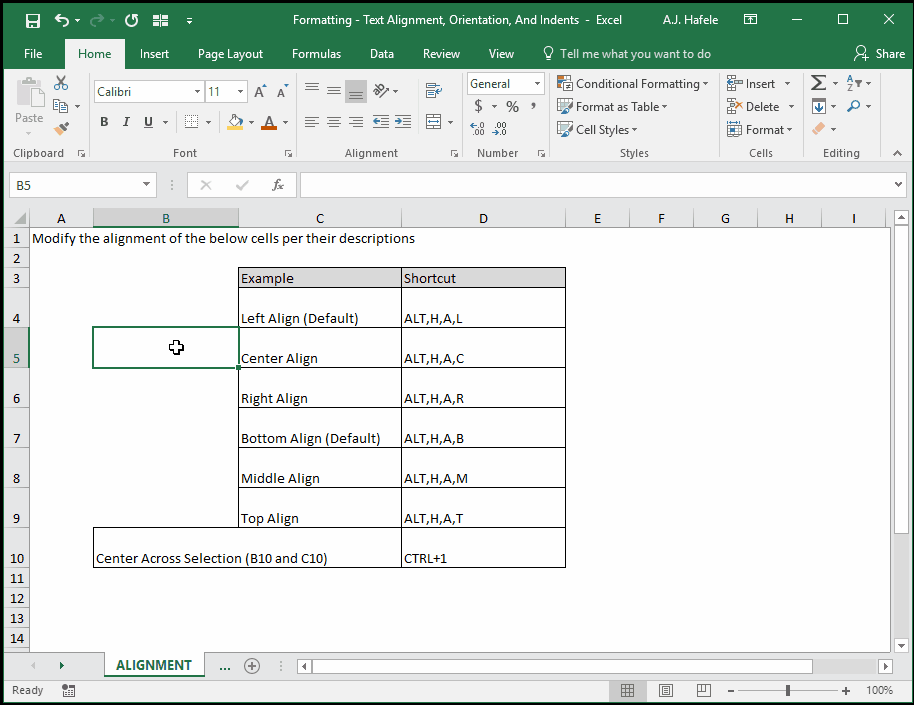 Formatting - Text Alignment, Orientation, And Indents - Excel A.J. Hafele
File Home Insert Page Layout Formulas Data Review View Tell me what you want to do Share
Calibri 11 General Conditional Formatting Insert Σ A Z
Paste $ % , Format as Table Delete
B I U A .00 .0 Cell Styles Format
Clipboard Font Alignment Number Styles Cells Editing
B5 fx
A B C D E F G H I
1 Modify the alignment of the below cells per their descriptions
2
3 Example Shortcut
4 Left Align (Default) ALT,H,A,L
5 Center Align ALT,H,A,C
6 Right Align ALT,H,A,R
7 Bottom Align (Default) ALT,H,A,B
8 Middle Align ALT,H,A,M
9 Top Align ALT,H,A,T
10 Center Across Selection (B10 and C10) CTRL+1
11
12
13
14
ALIGNMENT ...
Ready 100%